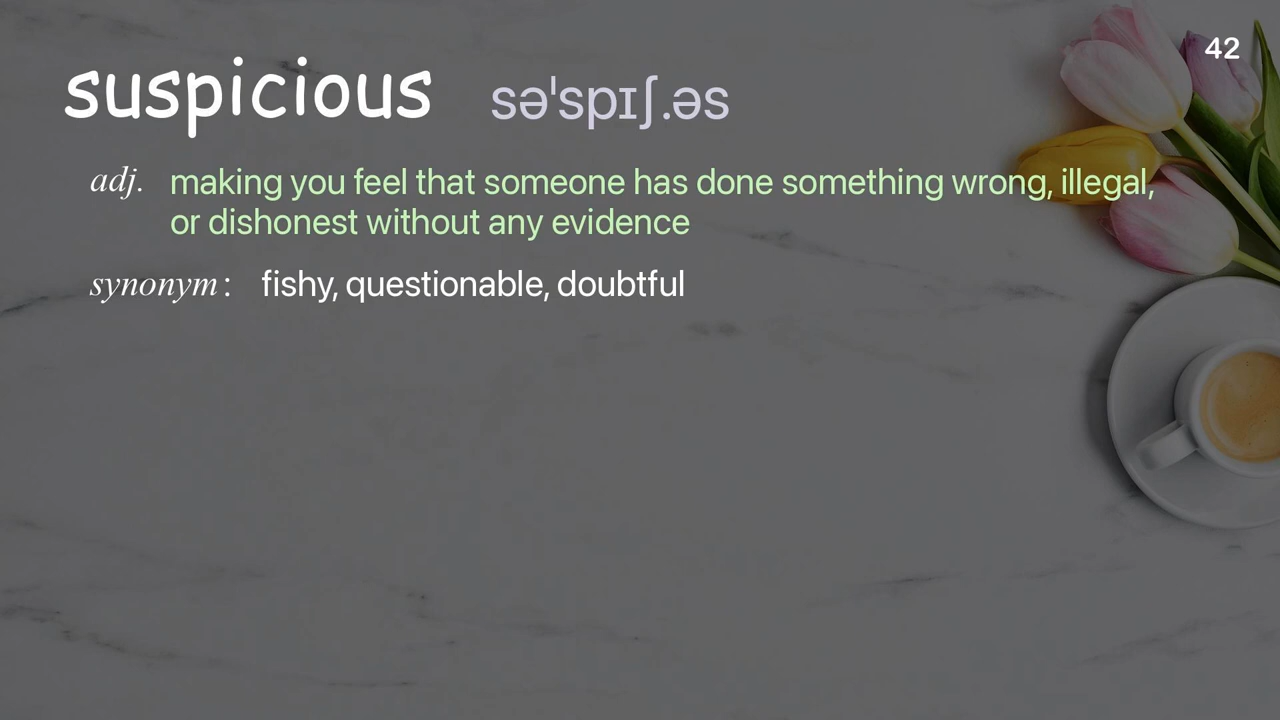 42
suspicious səˈspɪʃ.əs
adj. making you feel that someone has done something wrong, illegal,
or dishonest without any evidence
synonym: fishy, questionable, doubtful